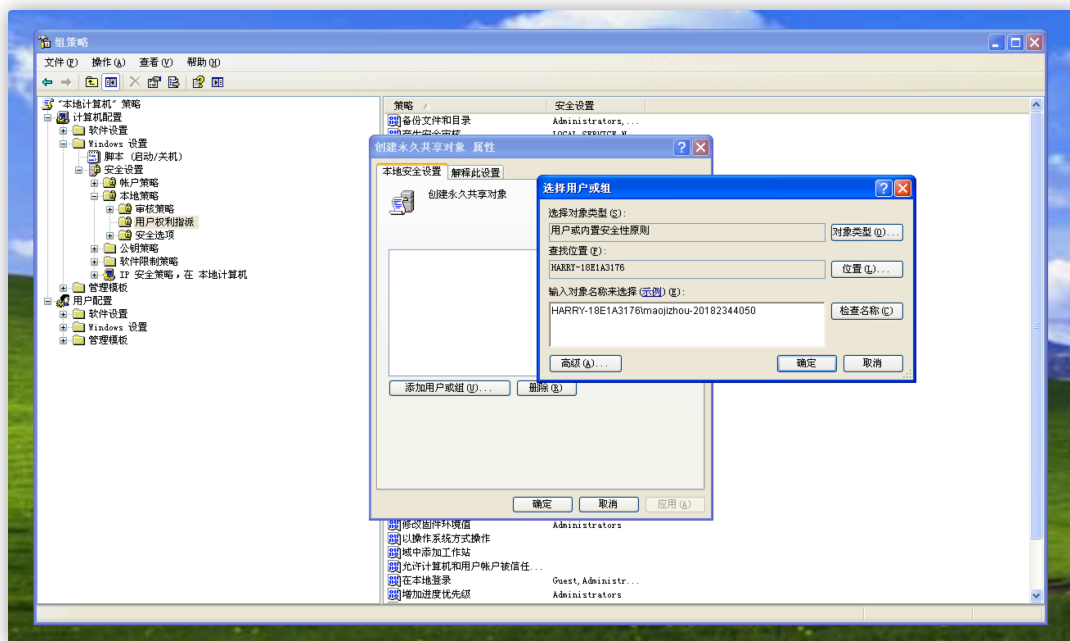 组策略
文件(F) 操作(A) 查看(V) 帮助(H)
“本地计算机” 策略
计算机配置
软件设置
Windows 设置
脚本 (启动/关机)
安全设置
帐户策略
本地策略
审核策略
用户权利指派
安全选项
公钥策略
软件限制策略
IP 安全策略，在 本地计算机
管理模板
用户配置
软件设置
Windows 设置
管理模板
策略 安全设置
备份文件和目录 Administrators,...
产生安全审核 LOCAL SERVICE,N...
创建永久共享对象 属性
本地安全设置 解释此设置
创建永久共享对象
添加用户或组(U)... 删除(R)
确定 取消 应用(A)
选择用户或组
选择对象类型(S):
用户或内置安全性原则 对象类型(O)...
查找位置(F):
HARRY-18E1A3176 位置(L)...
输入对象名称来选择(示例)(E):
HARRY-18E1A3176\maojizhou-20182344050 检查名称(C)
高级(A)... 确定 取消
修改固件环境值 Administrators
以操作系统方式操作
域中添加工作站
允许计算机和用户帐户被信任...
在本地登录 Guest,Administr...
增加进度优先级 Administrators